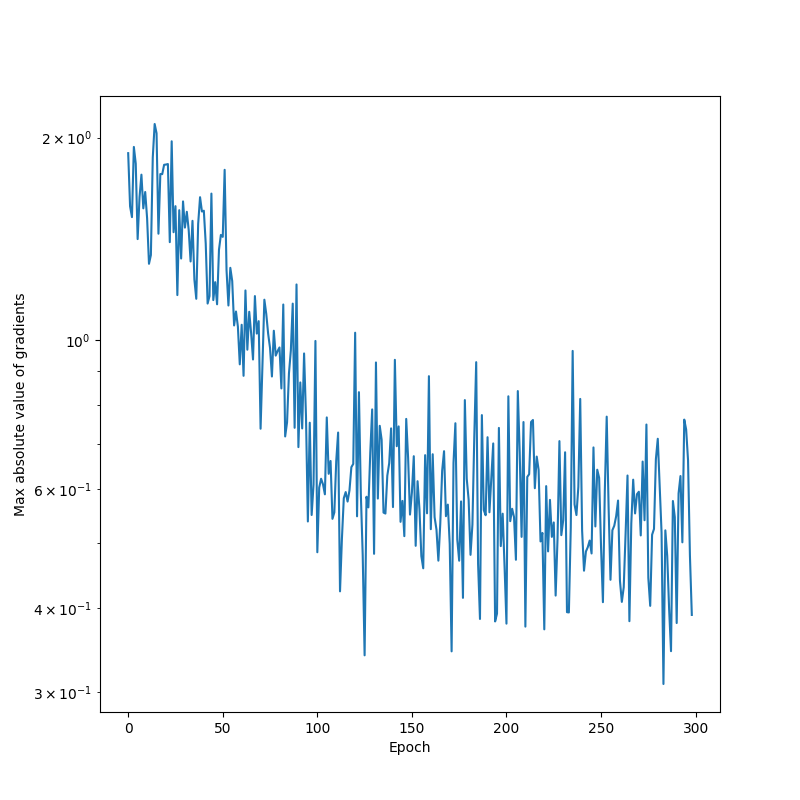 Max absolute value of gradients
2 × 10⁰
10⁰
6 × 10⁻¹
4 × 10⁻¹
3 × 10⁻¹
0 50 100 150 200 250 300
Epoch